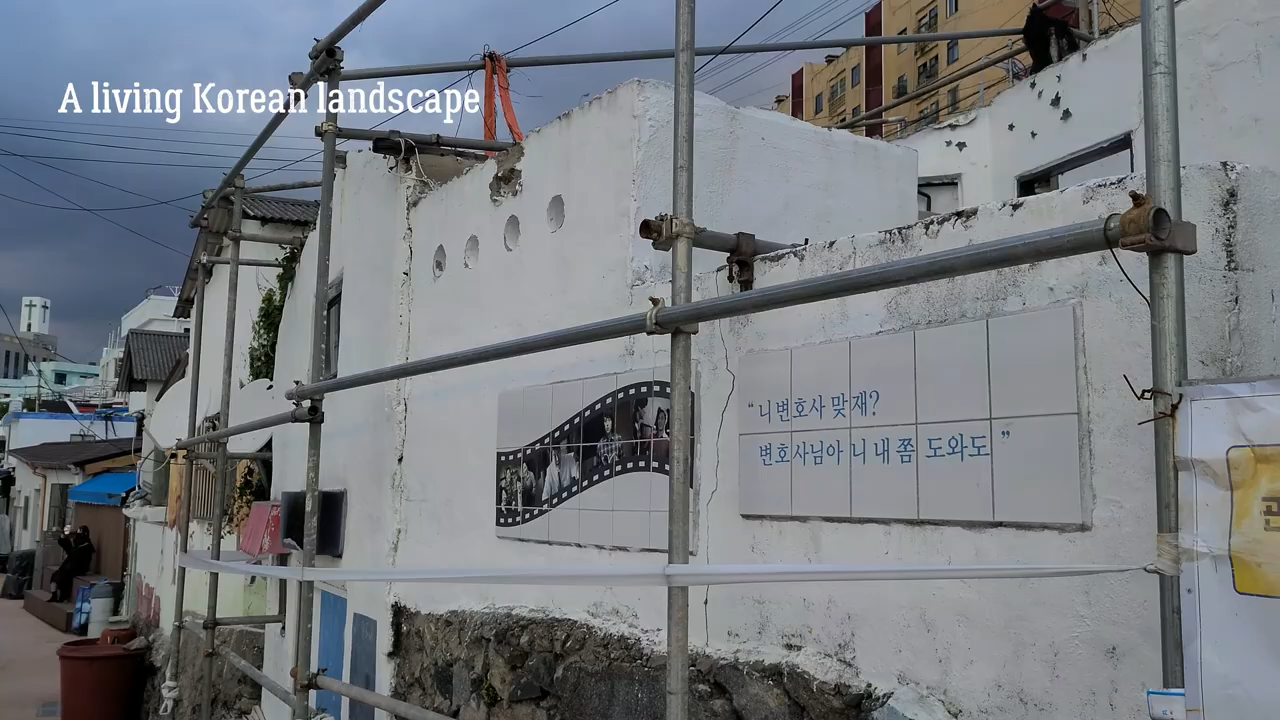 A living Korean landscape
“니변호사 맞재?
변호사님아 니 내 쫌 도와도”